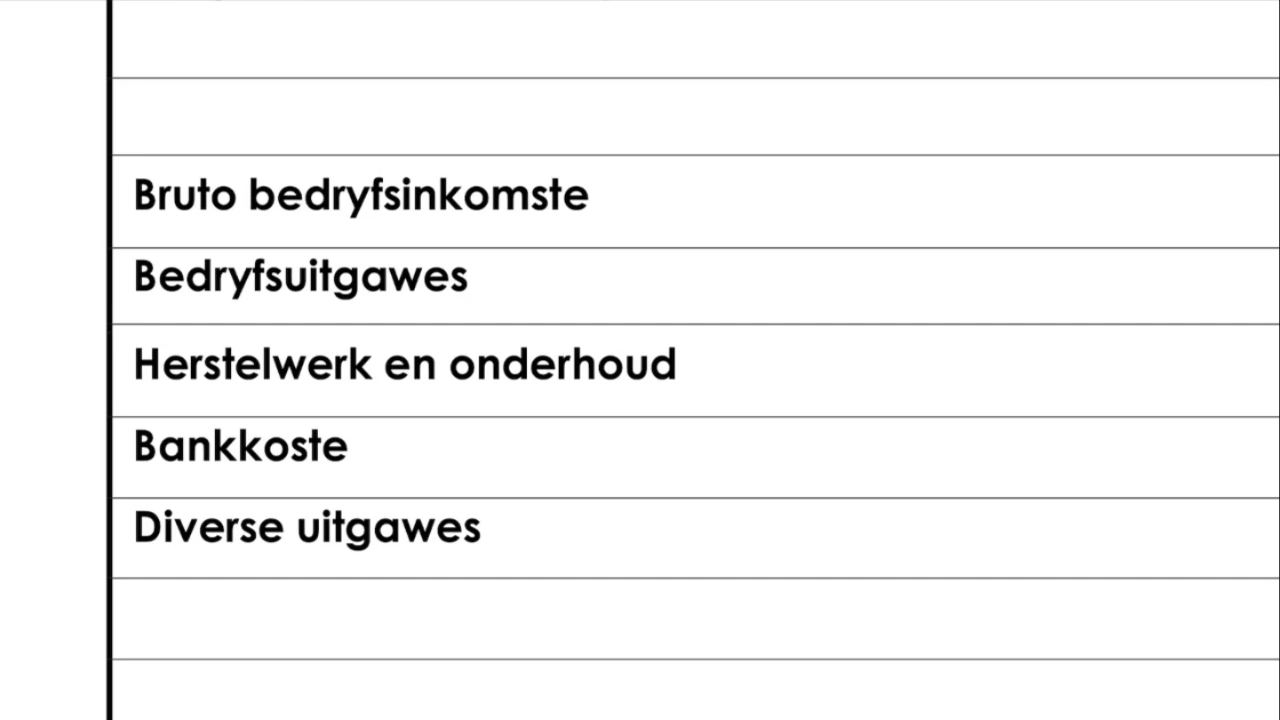 Bruto bedryfsinkomste
Bedryfsuitgawes
Herstelwerk en onderhoud
Bankkoste
Diverse uitgawes